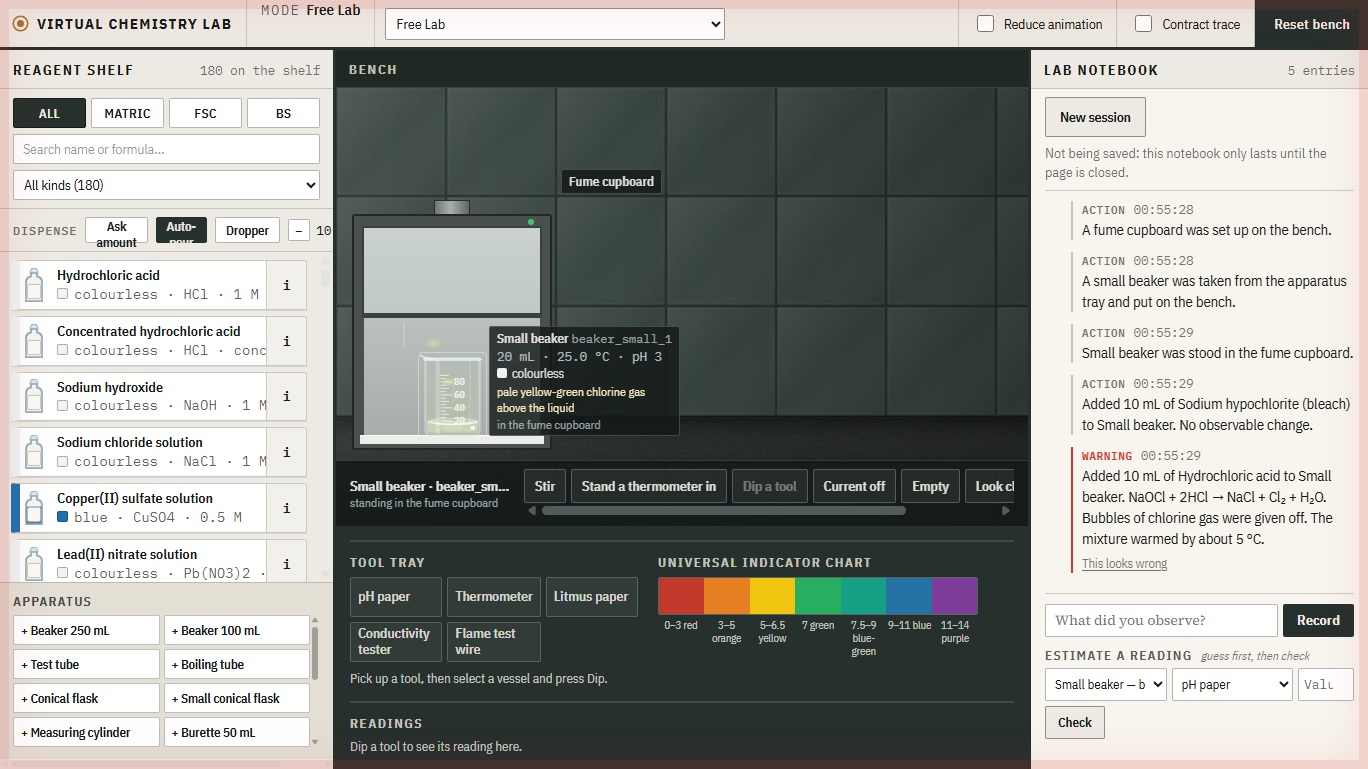 VIRTUAL CHEMISTRY LAB
MODE Free Lab
Free Lab
Reduce animation
Contract trace
Reset bench
REAGENT SHELF
180 on the shelf
ALL
MATRIC
FSC
BS
Search name or formula...
All kinds (180)
DISPENSE
Ask amount
Auto-pour
Dropper
−
10
Hydrochloric acid
colourless · HCl · 1 M
i
Concentrated hydrochloric acid
colourless · HCl · conc
i
Sodium hydroxide
colourless · NaOH · 1 M
i
Sodium chloride solution
colourless · NaCl · 1 M
i
Copper(II) sulfate solution
blue · CuSO4 · 0.5 M
i
Lead(II) nitrate solution
colourless · Pb(NO3)2 ·
i
APPARATUS
+ Beaker 250 mL
+ Beaker 100 mL
+ Test tube
+ Boiling tube
+ Conical flask
+ Small conical flask
+ Measuring cylinder
+ Burette 50 mL
BENCH
Fume cupboard
80
60
40
20
Small beaker beaker_small_1
20 mL · 25.0 °C · pH 3
colourless
pale yellow-green chlorine gas
above the liquid
in the fume cupboard
Small beaker · beaker_sm...
standing in the fume cupboard
Stir
Stand a thermometer in
Dip a tool
Current off
Empty
Look cl
TOOL TRAY
pH paper
Thermometer
Litmus paper
Conductivity
tester
Flame test
wire
Pick up a tool, then select a vessel and press Dip.
UNIVERSAL INDICATOR CHART
0–3 red
3–5
orange
5–6.5
yellow
7 green
7.5–9
blue-
green
9–11 blue
11–14
purple
READINGS
Dip a tool to see its reading here.
LAB NOTEBOOK
5 entries
New session
Not being saved: this notebook only lasts until the
page is closed.
ACTION 00:55:28
A fume cupboard was set up on the bench.
ACTION 00:55:28
A small beaker was taken from the apparatus
tray and put on the bench.
ACTION 00:55:29
Small beaker was stood in the fume cupboard.
ACTION 00:55:29
Added 10 mL of Sodium hypochlorite (bleach)
to Small beaker. No observable change.
WARNING 00:55:29
Added 10 mL of Hydrochloric acid to Small
beaker. NaOCl + 2HCl → NaCl + Cl₂ + H₂O.
Bubbles of chlorine gas were given off. The
mixture warmed by about 5 °C.
This looks wrong
What did you observe?
Record
ESTIMATE A READING guess first, then check
Small beaker — b
pH paper
Valu
Check